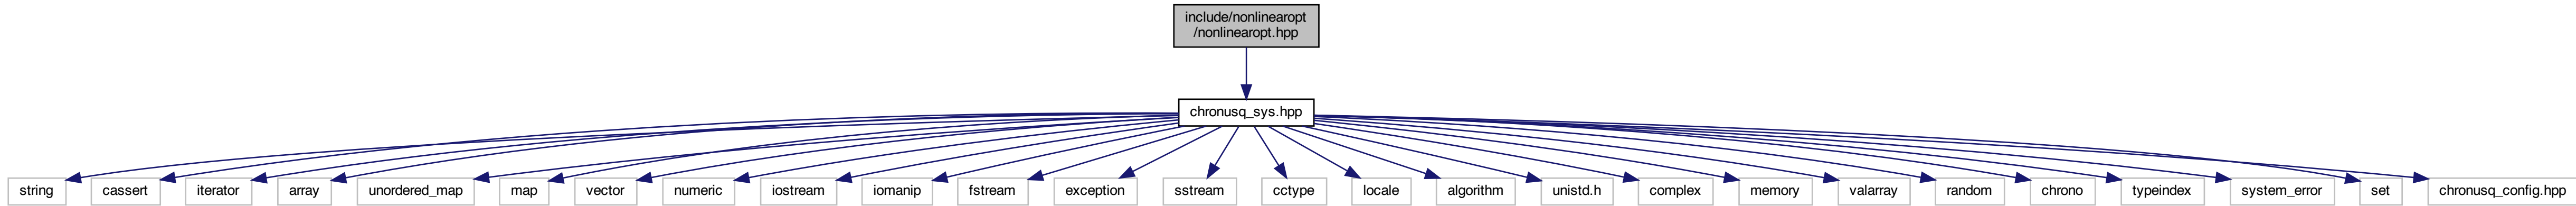 include/nonlinearopt
/nonlinearopt.hpp
chronusq_sys.hpp
string
cassert
iterator
array
unordered_map
map
vector
numeric
iostream
iomanip
fstream
exception
sstream
cctype
locale
algorithm
unistd.h
complex
memory
valarray
random
chrono
typeindex
system_error
set
chronusq_config.hpp